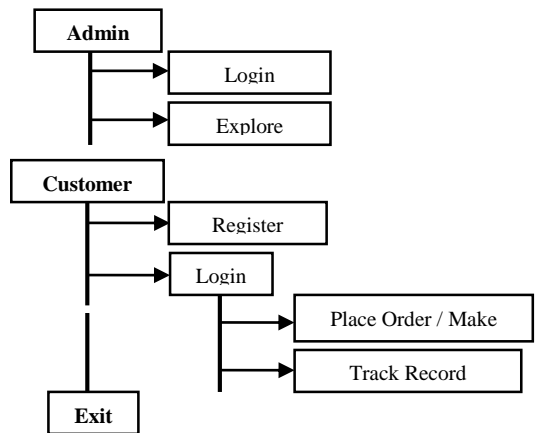 Admin
Login
Explore
Customer
Register
Login
Place Order / Make
Track Record
Exit